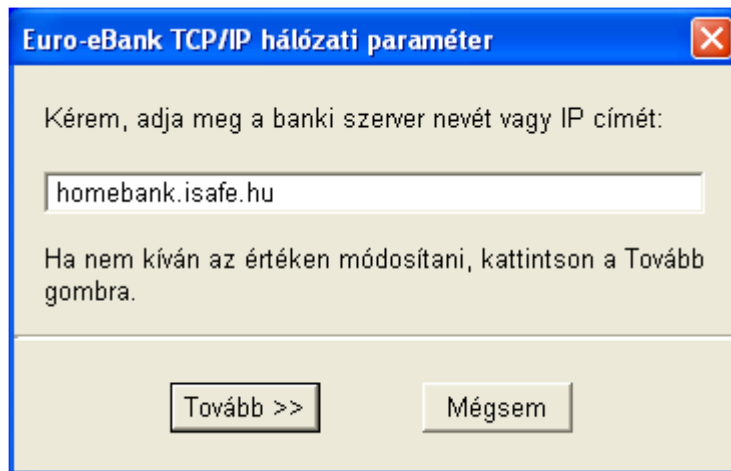 Euro-eBank TCP/IP hálózati paraméter
Kérem, adja meg a banki szerver nevét vagy IP címét:
homebank.isafe.hu
Ha nem kíván az értéken módosítani, kattintson a Tovább
gombra.
Tovább >> Mégsem